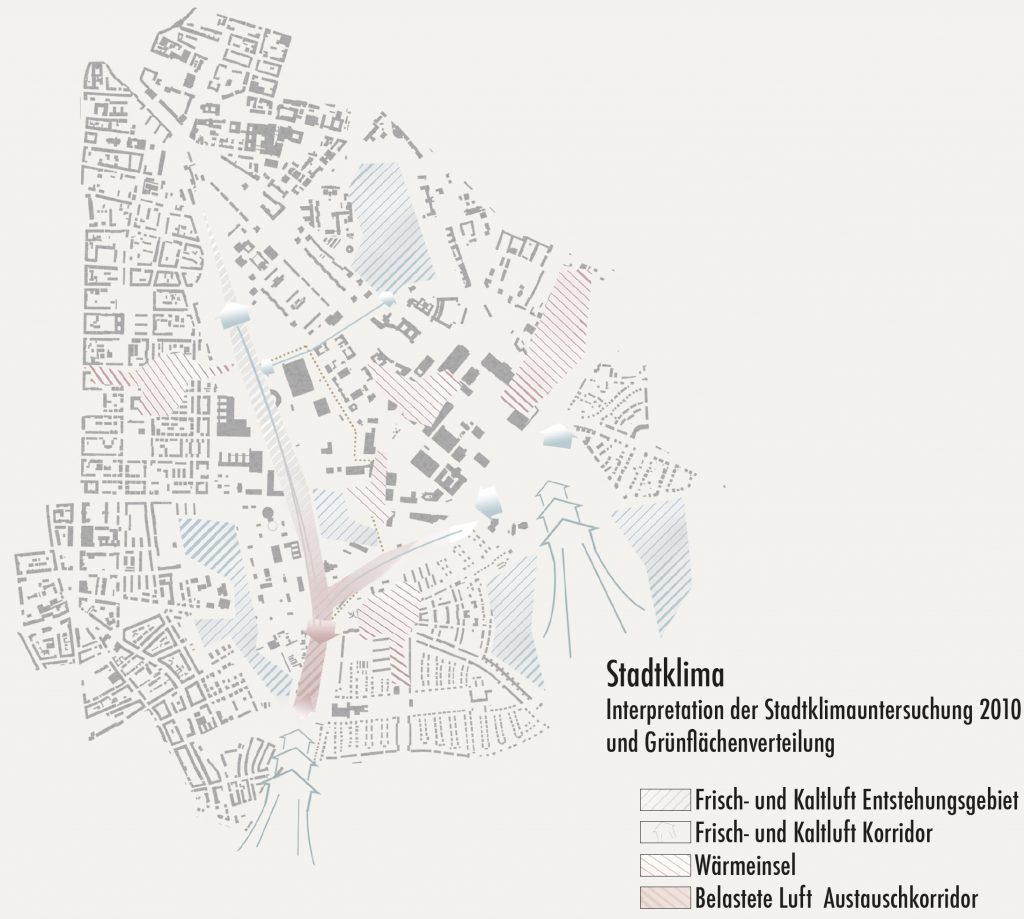 Stadtklima
Interpretation der Stadtklimauntersuchung 2010
und Grünflächenverteilung
Frisch- und Kaltluft Entstehungsgebiet
Frisch- und Kaltluft Korridor
Wärmeinsel
Belastete Luft Austauschkorridor